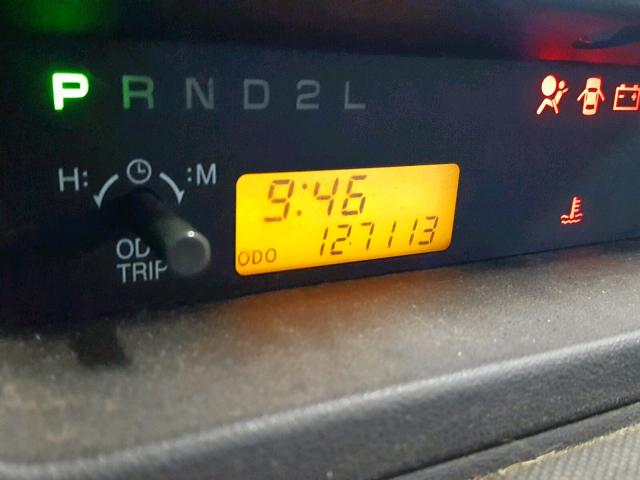 P R N D 2 L
H: :M
9:46
ODO 127113
OD
TRIP